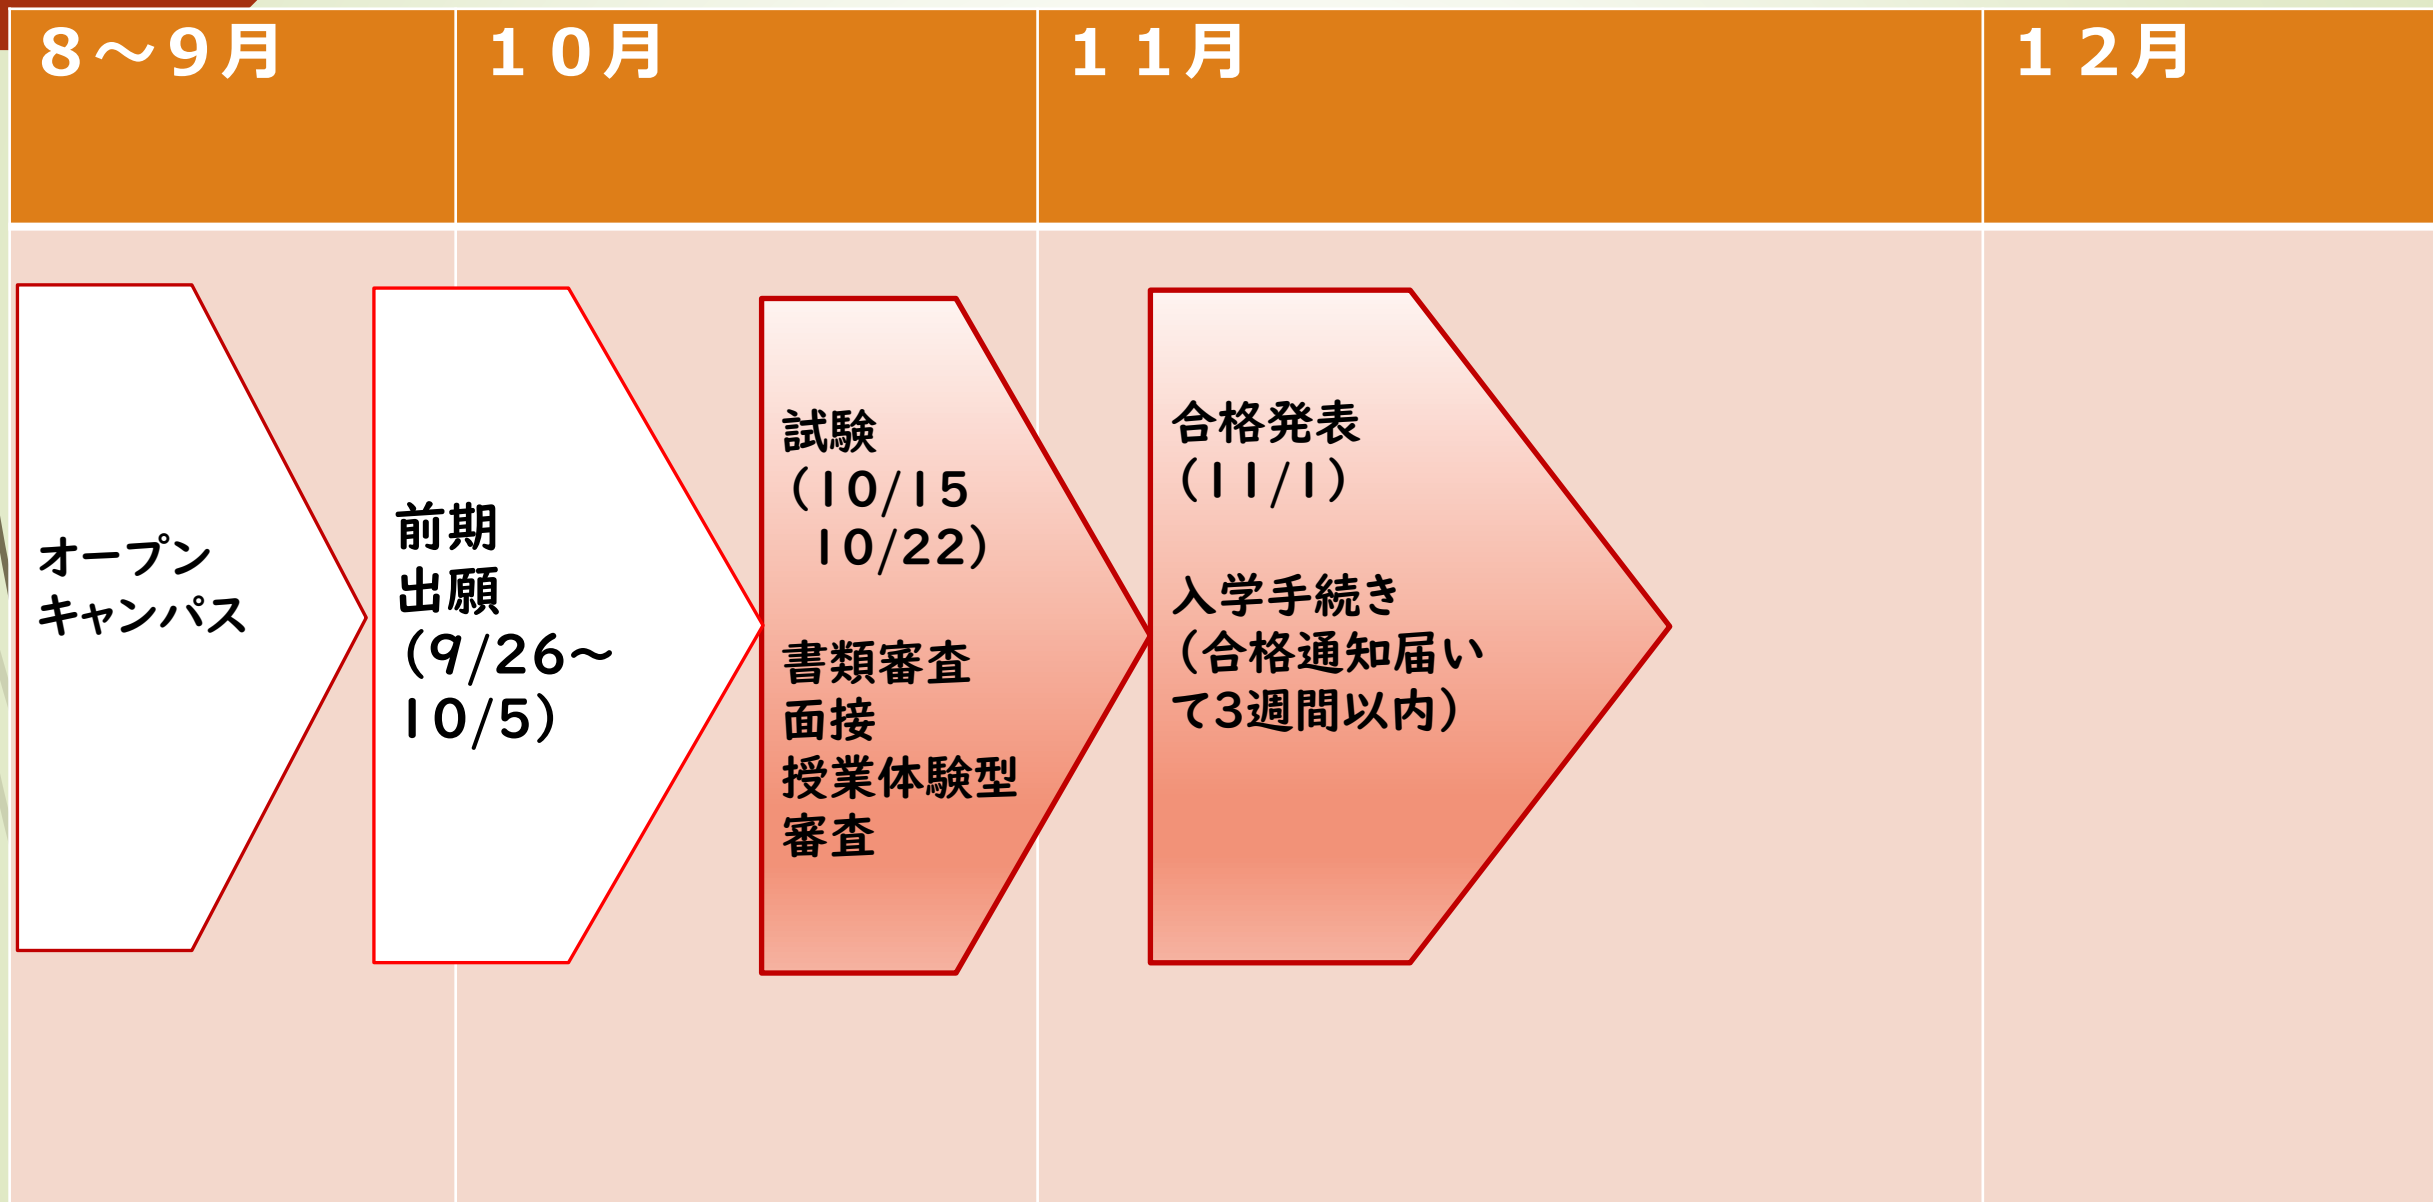 ８～９月
１０月
１１月
１２月
オープン
キャンパス
前期
出願
（9/26～
10/5）
試験
（10/15
10/22）
書類審査
面接
授業体験型
審査
合格発表
（11/1）
入学手続き
（合格通知届い
て3週間以内）